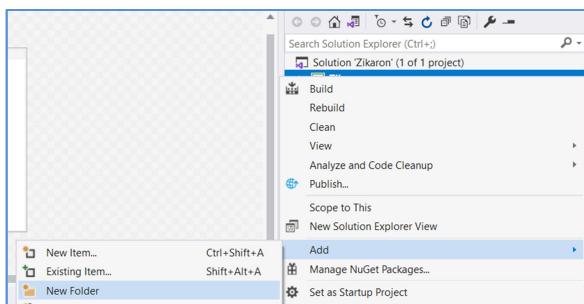 Search Solution Explorer (Ctrl+;)
Solution 'Zikaron' (1 of 1 project)
Build
Rebuild
Clean
View
Analyze and Code Cleanup
Publish...
Scope to This
New Solution Explorer View
Add
Manage NuGet Packages...
Set as Startup Project
New Item... Ctrl+Shift+A
Existing Item... Shift+Alt+A
New Folder